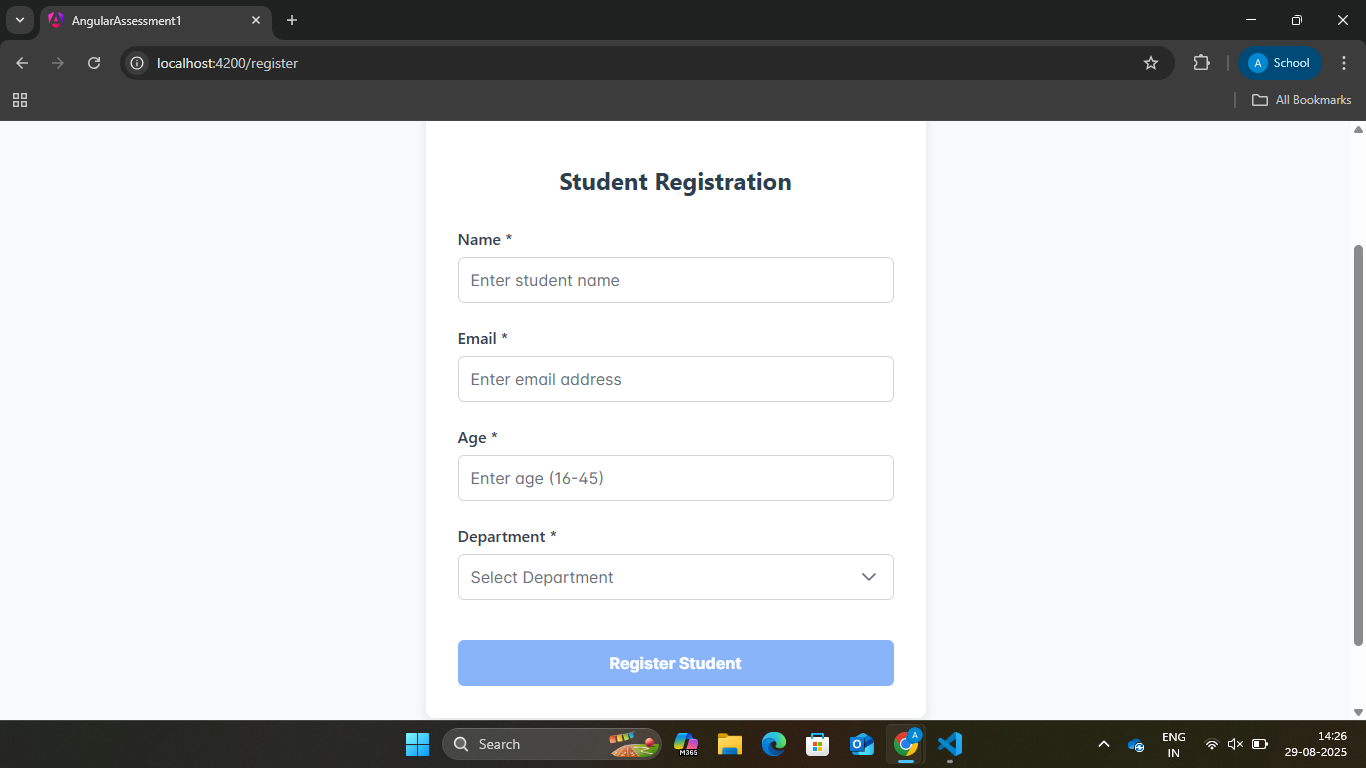 AngularAssessment1
localhost:4200/register
A
School
All Bookmarks
Student Registration
Name *
Enter student name
Email *
Enter email address
Age *
Enter age (16-45)
Department *
Select Department
Register Student
Search
M365
A
ENG
IN
14:26
29-08-2025